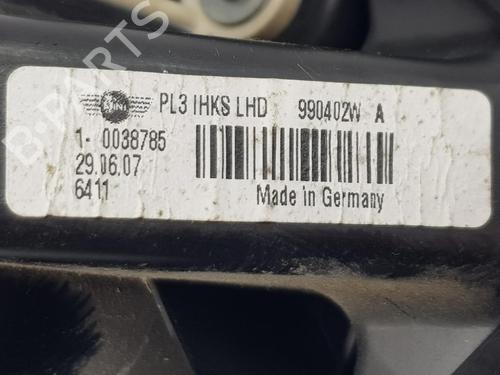 B-PARTS
MINI
PL3 IHKS LHD 990402W A
1- 0038785
29.06.07
6411
Made in Germany